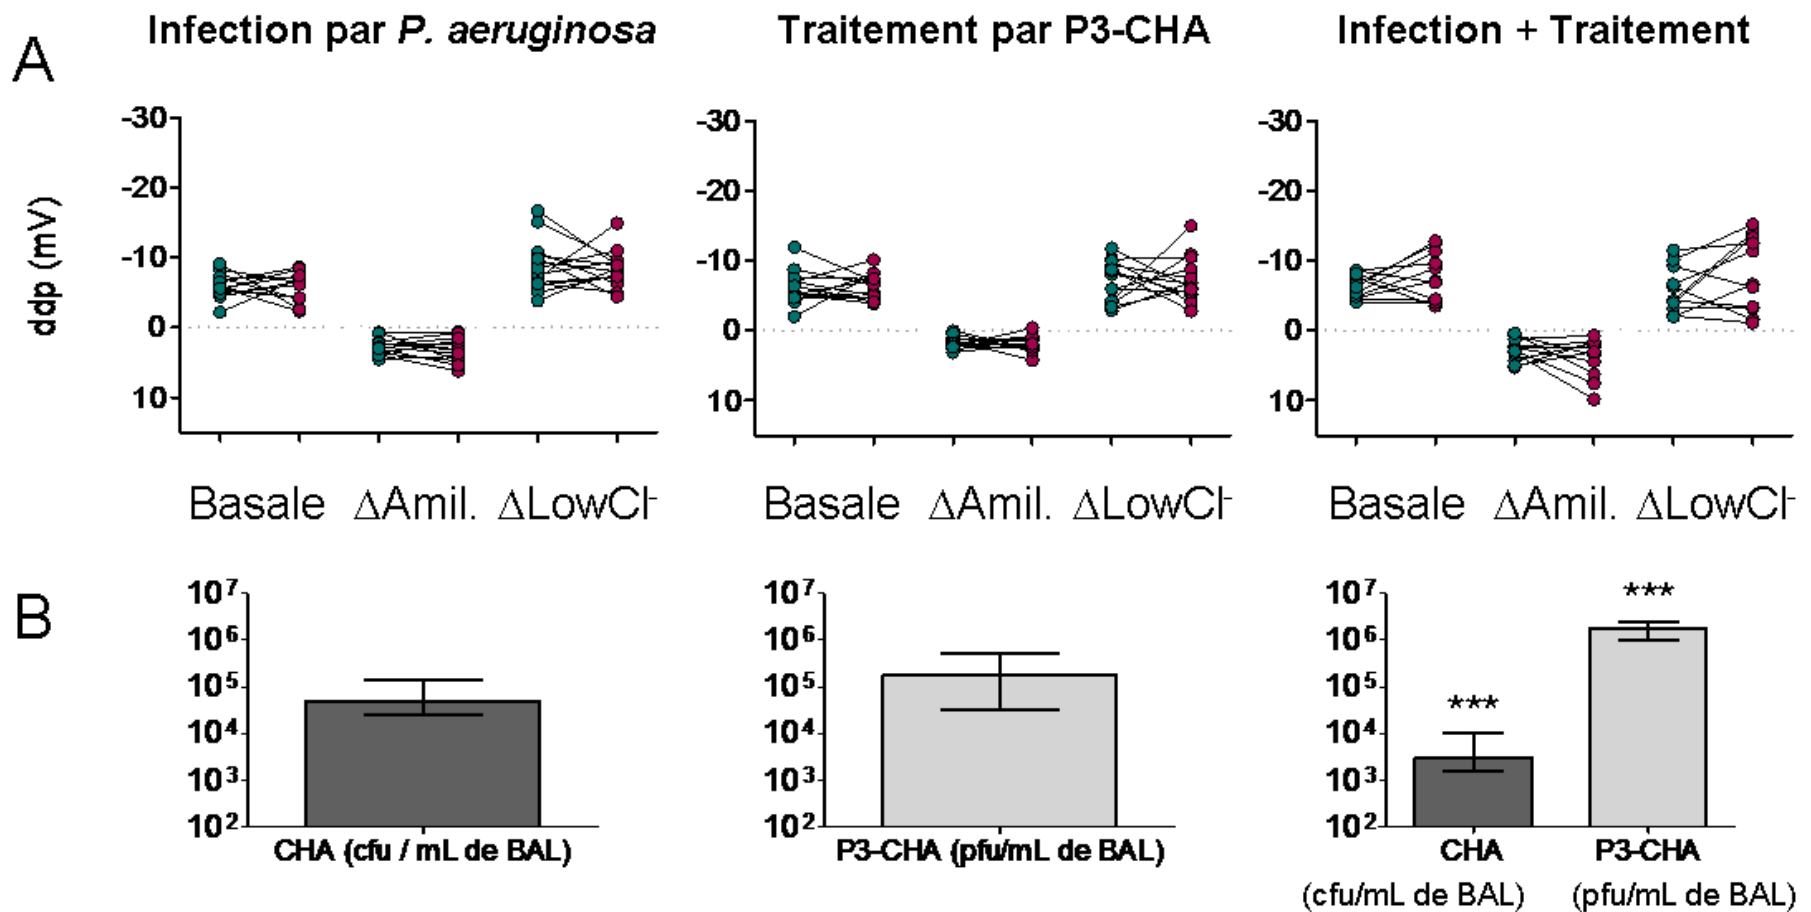 A
Infection par P. aeruginosa
Traitement par P3-CHA
Infection + Traitement
ddp (mV)
-30
-20
-10
0
10
Basale ΔAmil. ΔLowCl⁻
-30
-20
-10
0
10
Basale ΔAmil. ΔLowCl⁻
-30
-20
-10
0
10
Basale ΔAmil. ΔLowCl⁻
B
10⁷
10⁶
10⁵
10⁴
10³
10²
CHA (cfu / mL de BAL)
10⁷
10⁶
10⁵
10⁴
10³
10²
P3-CHA (pfu/mL de BAL)
10⁷
10⁶
10⁵
10⁴
10³
10²
***
***
CHA
(cfu/mL de BAL)
P3-CHA
(pfu/mL de BAL)